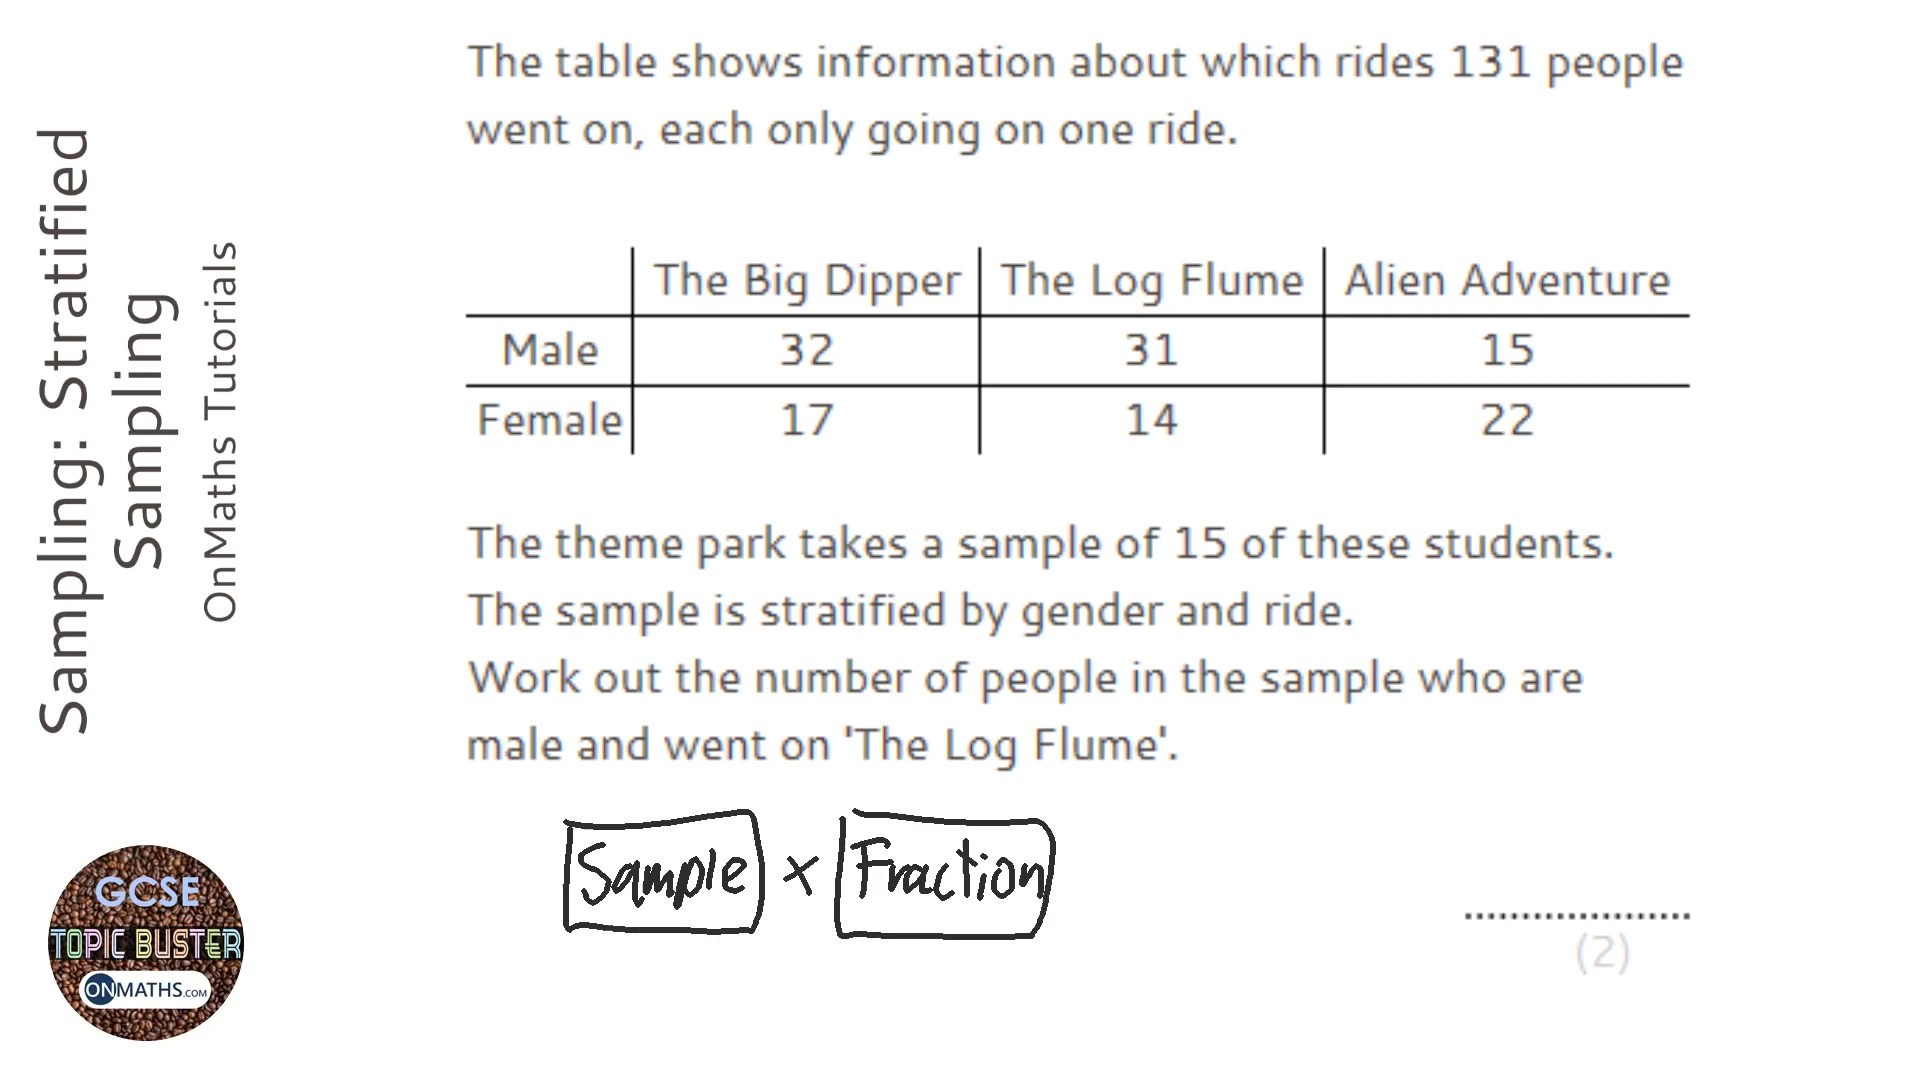 Sampling: Stratified
Sampling
OnMaths Tutorials
The table shows information about which rides 131 people
went on, each only going on one ride.
The Big Dipper The Log Flume Alien Adventure
Male 32 31 15
Female 17 14 22
The theme park takes a sample of 15 of these students.
The sample is stratified by gender and ride.
Work out the number of people in the sample who are
male and went on 'The Log Flume'.
Sample × Fraction
....................
(2)
GCSE
TOPIC BUSTER
ONMATHS.COM